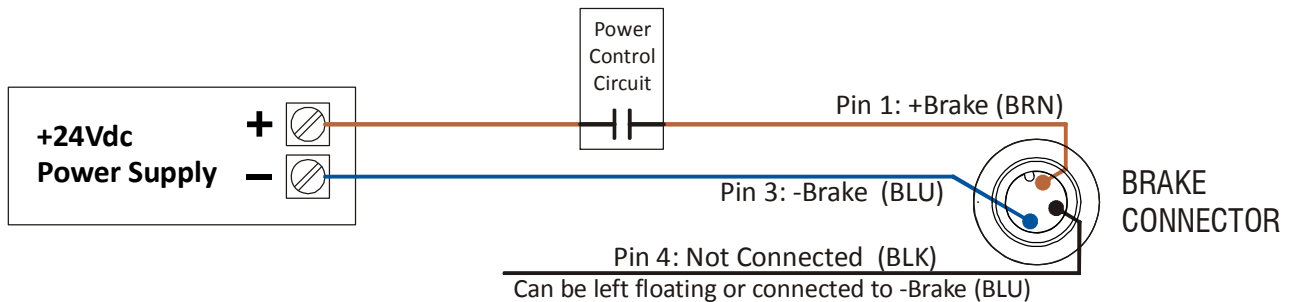 Power
Control
Circuit
+24Vdc
Power Supply
+
−
Pin 1: +Brake (BRN)
Pin 3: -Brake (BLU)
BRAKE
CONNECTOR
Pin 4: Not Connected (BLK)
Can be left floating or connected to -Brake (BLU)